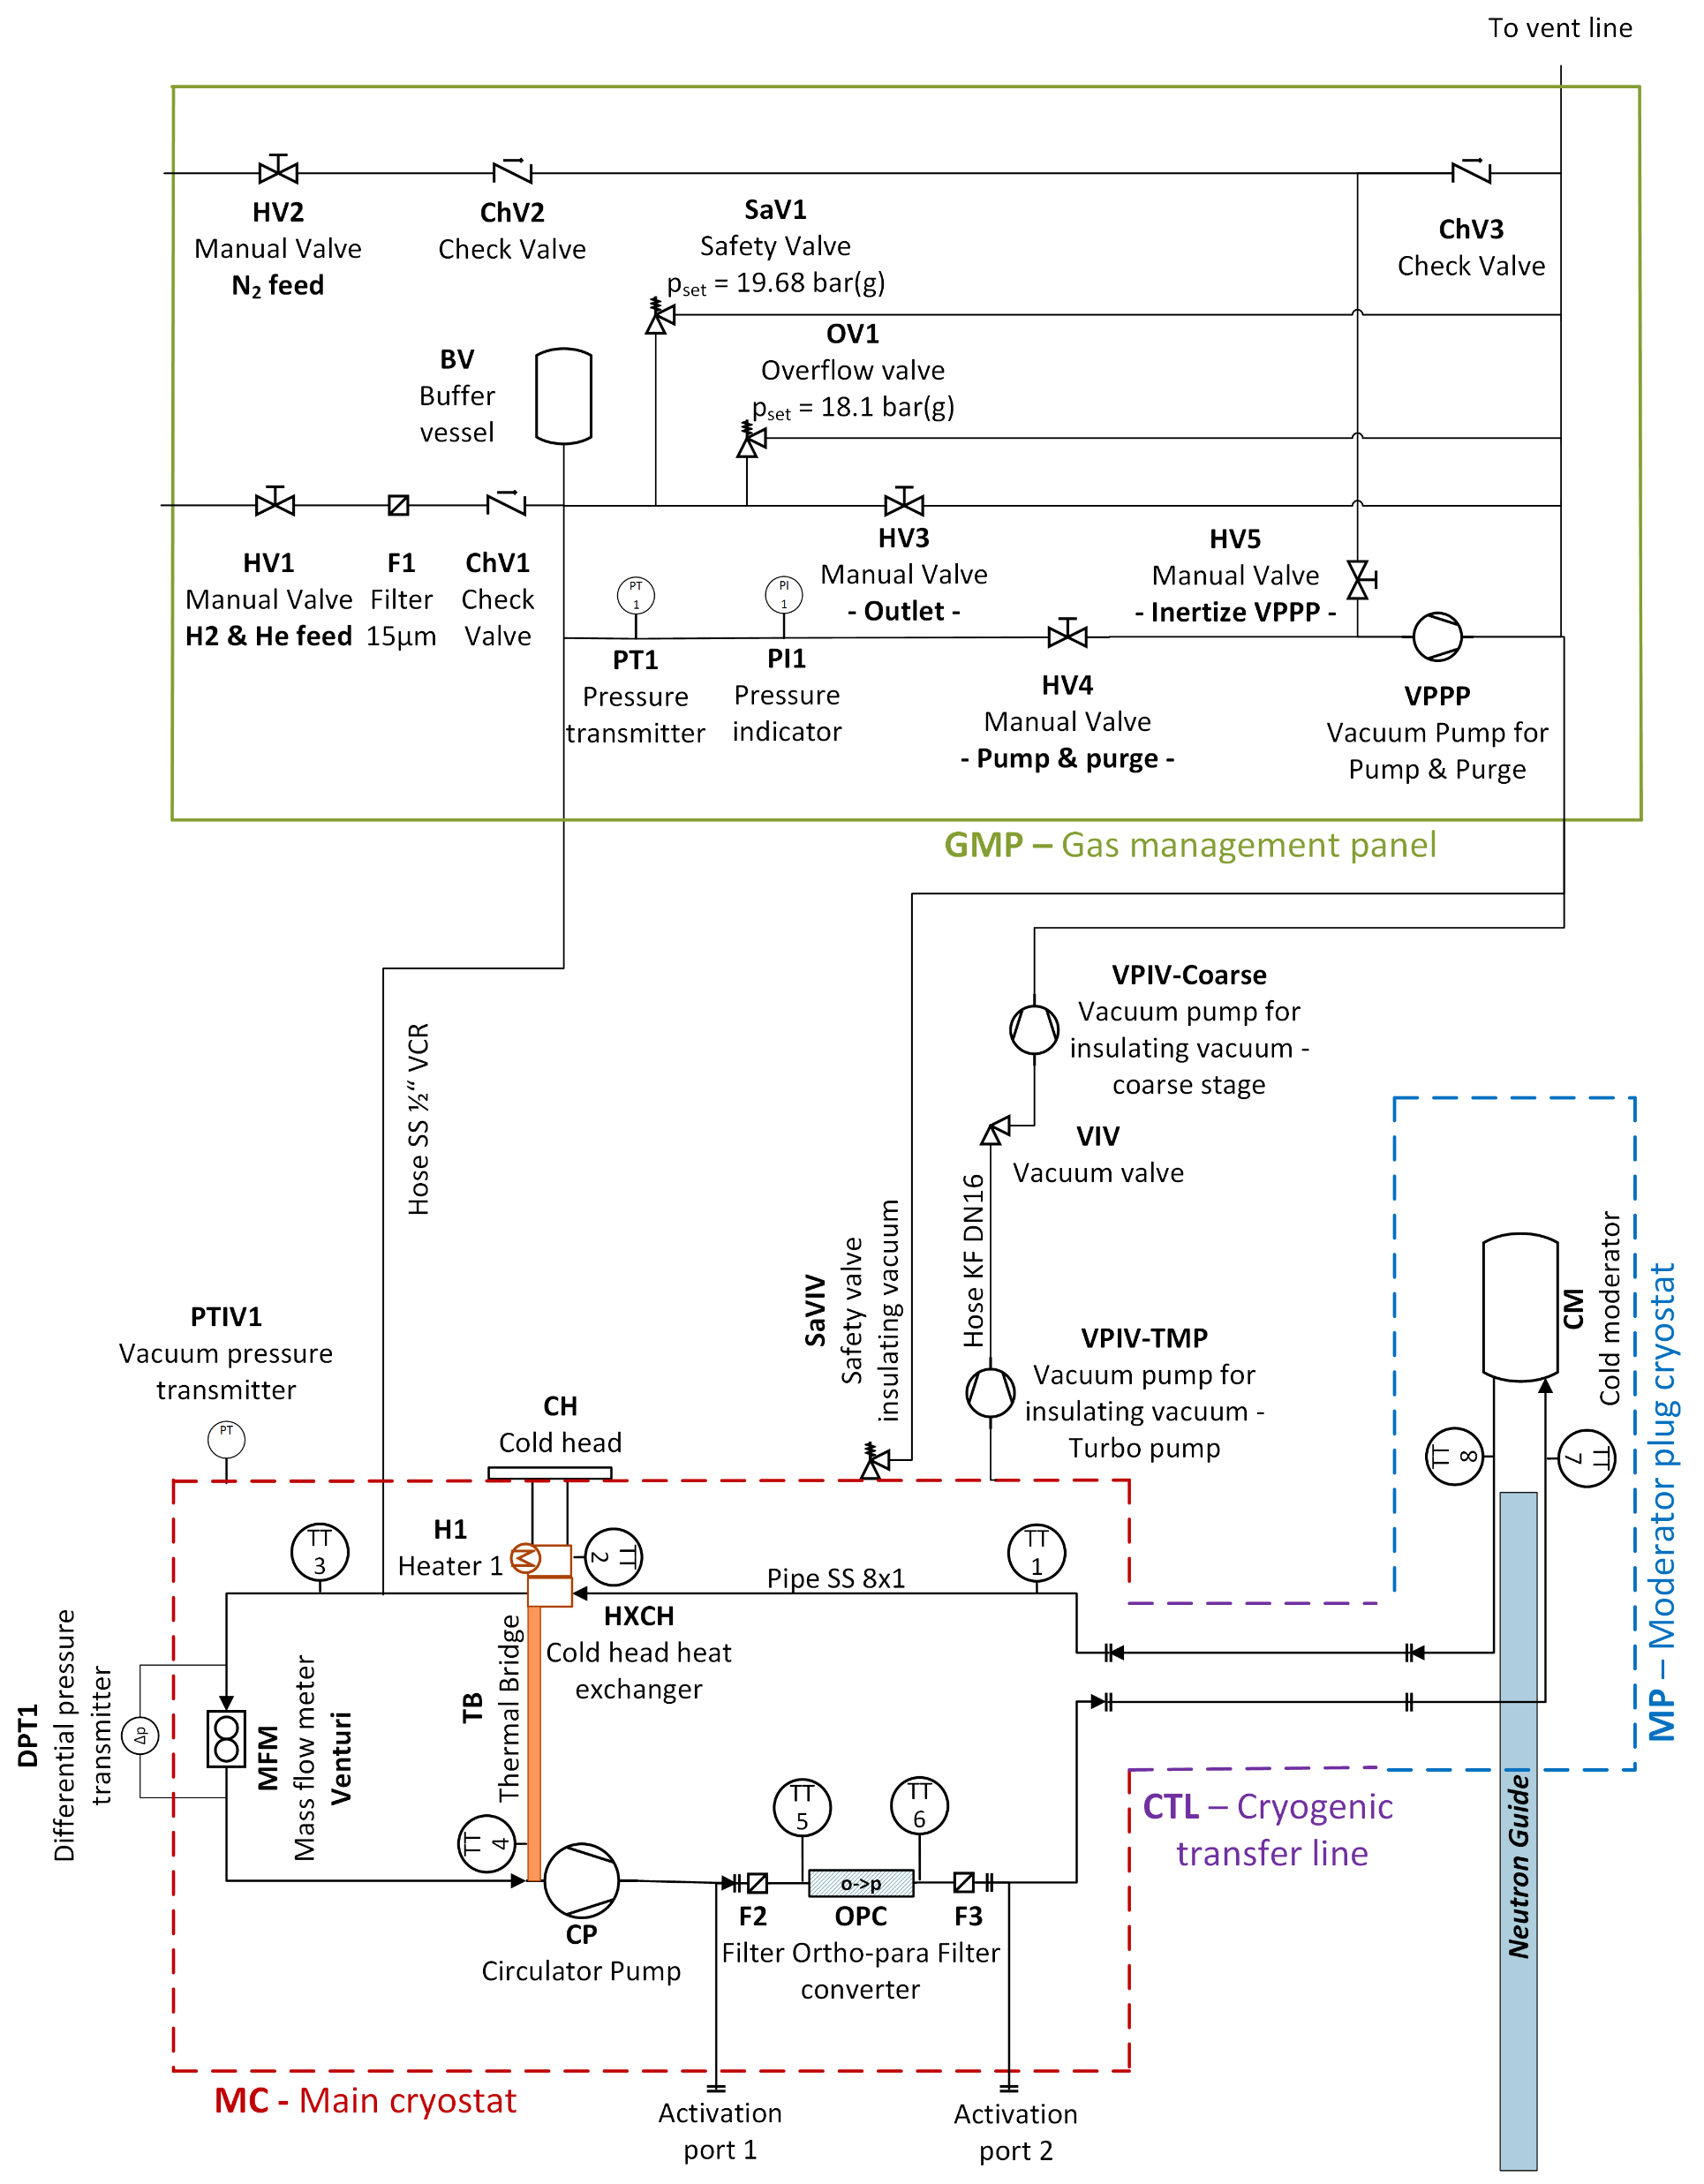 To vent line
HV2
Manual Valve
N₂ feed
ChV2
Check Valve
SaV1
Safety Valve
pset = 19.68 bar(g)
ChV3
Check Valve
OV1
Overflow valve
pset = 18.1 bar(g)
BV
Buffer
vessel
HV1
Manual Valve
H2 & He feed
F1
Filter
15µm
ChV1
Check
Valve
HV3
Manual Valve
- Outlet -
HV5
Manual Valve
- Inertize VPPP -
PT
1
PI
1
PT1
Pressure
transmitter
PI1
Pressure
indicator
HV4
Manual Valve
- Pump & purge -
VPPP
Vacuum Pump for
Pump & Purge
GMP – Gas management panel
Hose SS ½“ VCR
VPIV-Coarse
Vacuum pump for
insulating vacuum -
coarse stage
VIV
Vacuum valve
Hose KF DN16
SaVIV
Safety valve
insulating vacuum
VPIV-TMP
Vacuum pump for
insulating vacuum -
Turbo pump
PTIV1
Vacuum pressure
transmitter
PT
CH
Cold head
CM
Cold moderator
MP – Moderator plug cryostat
TT
8
TT
7
TT
3
H1
Heater 1
M
TT
2
TT
1
Pipe SS 8x1
HXCH
Cold head heat
exchanger
TB
Thermal Bridge
DPT1
Differential pressure
transmitter
Δp
MFM
Mass flow meter
Venturi
TT
4
CP
Circulator Pump
TT
5
TT
6
o->p
F2
Filter
OPC
Ortho-para
converter
F3
Filter
CTL – Cryogenic
transfer line
Neutron Guide
MC - Main cryostat
Activation
port 1
Activation
port 2